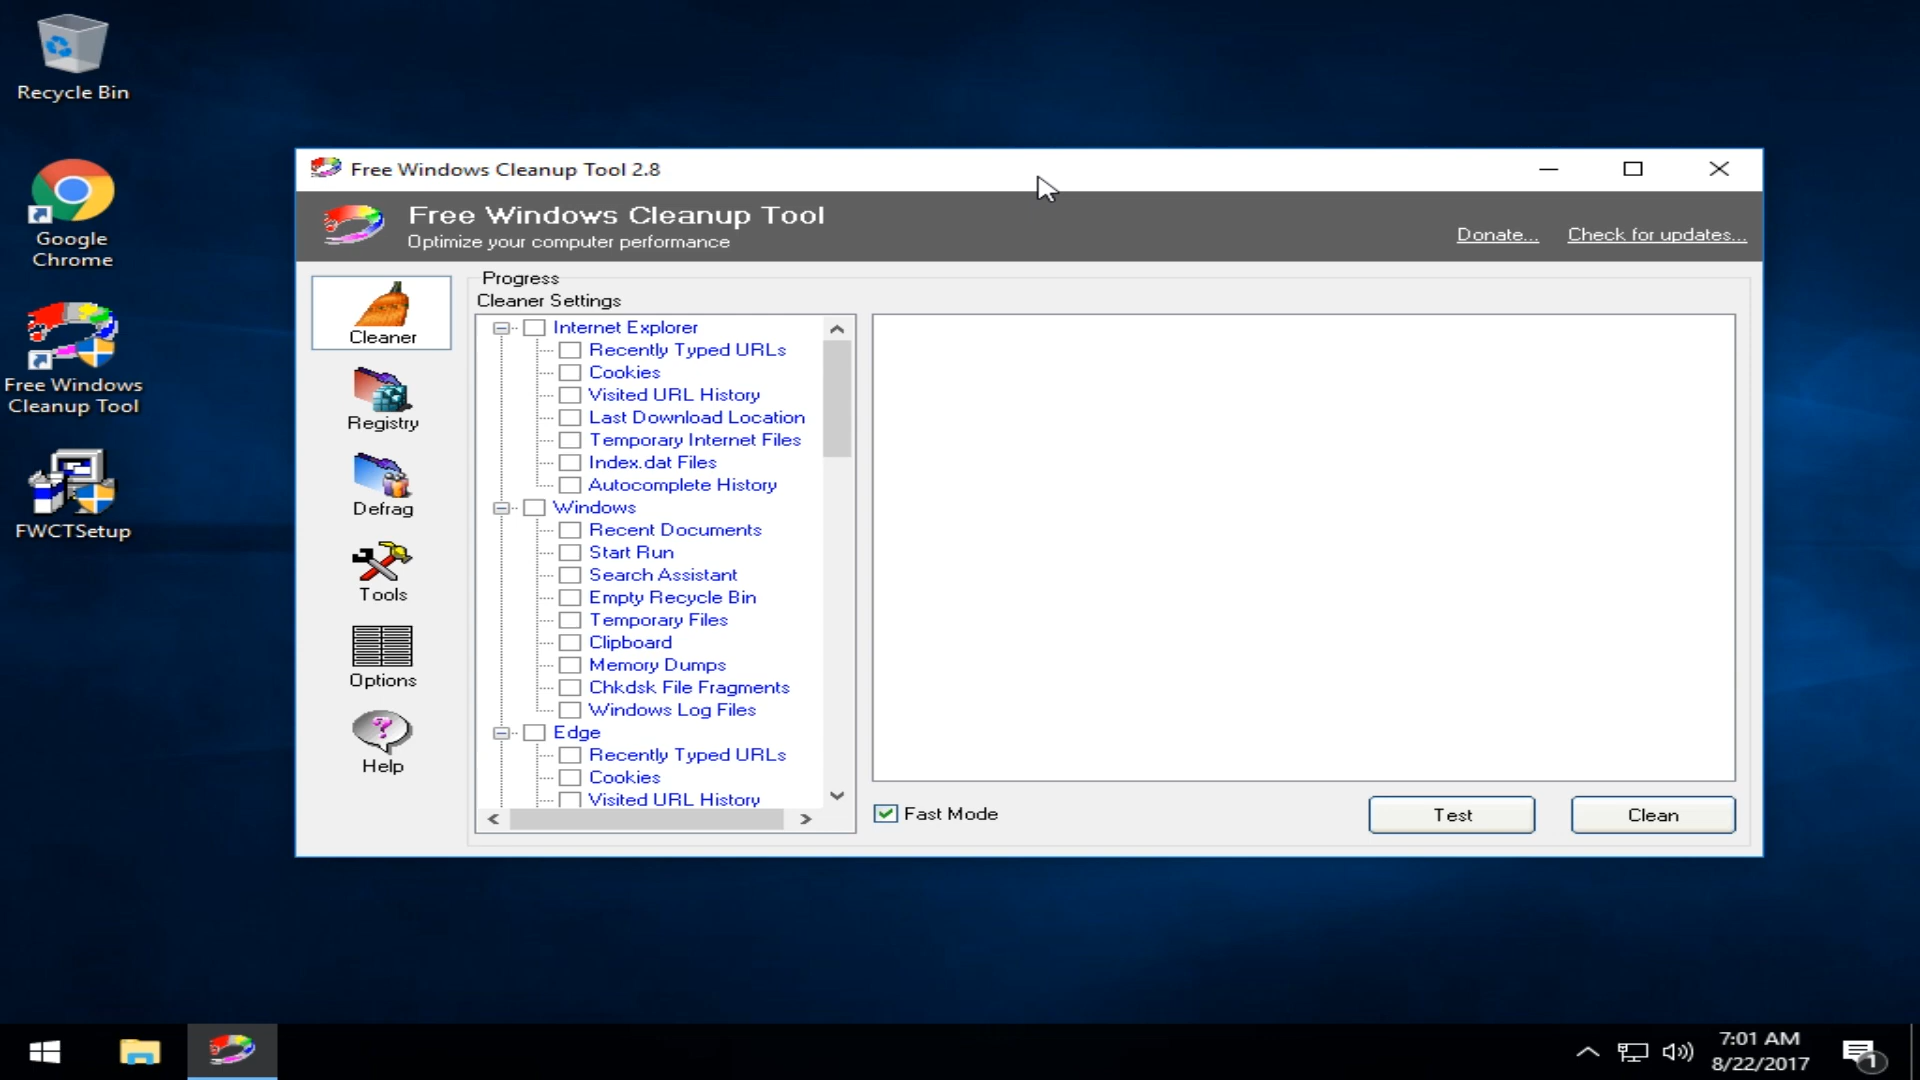 Recycle Bin
Google
Chrome
Free Windows
Cleanup Tool
FWCTSetup
Free Windows Cleanup Tool 2.8
Free Windows Cleanup Tool
Optimize your computer performance
Donate...
Check for updates...
Cleaner
Registry
Defrag
Tools
Options
Help
Progress
Cleaner Settings
Internet Explorer
Recently Typed URLs
Cookies
Visited URL History
Last Download Location
Temporary Internet Files
Index.dat Files
Autocomplete History
Windows
Recent Documents
Start Run
Search Assistant
Empty Recycle Bin
Temporary Files
Clipboard
Memory Dumps
Chkdsk File Fragments
Windows Log Files
Edge
Recently Typed URLs
Cookies
Visited URL History
Fast Mode
Test
Clean
7:01 AM
8/22/2017
1